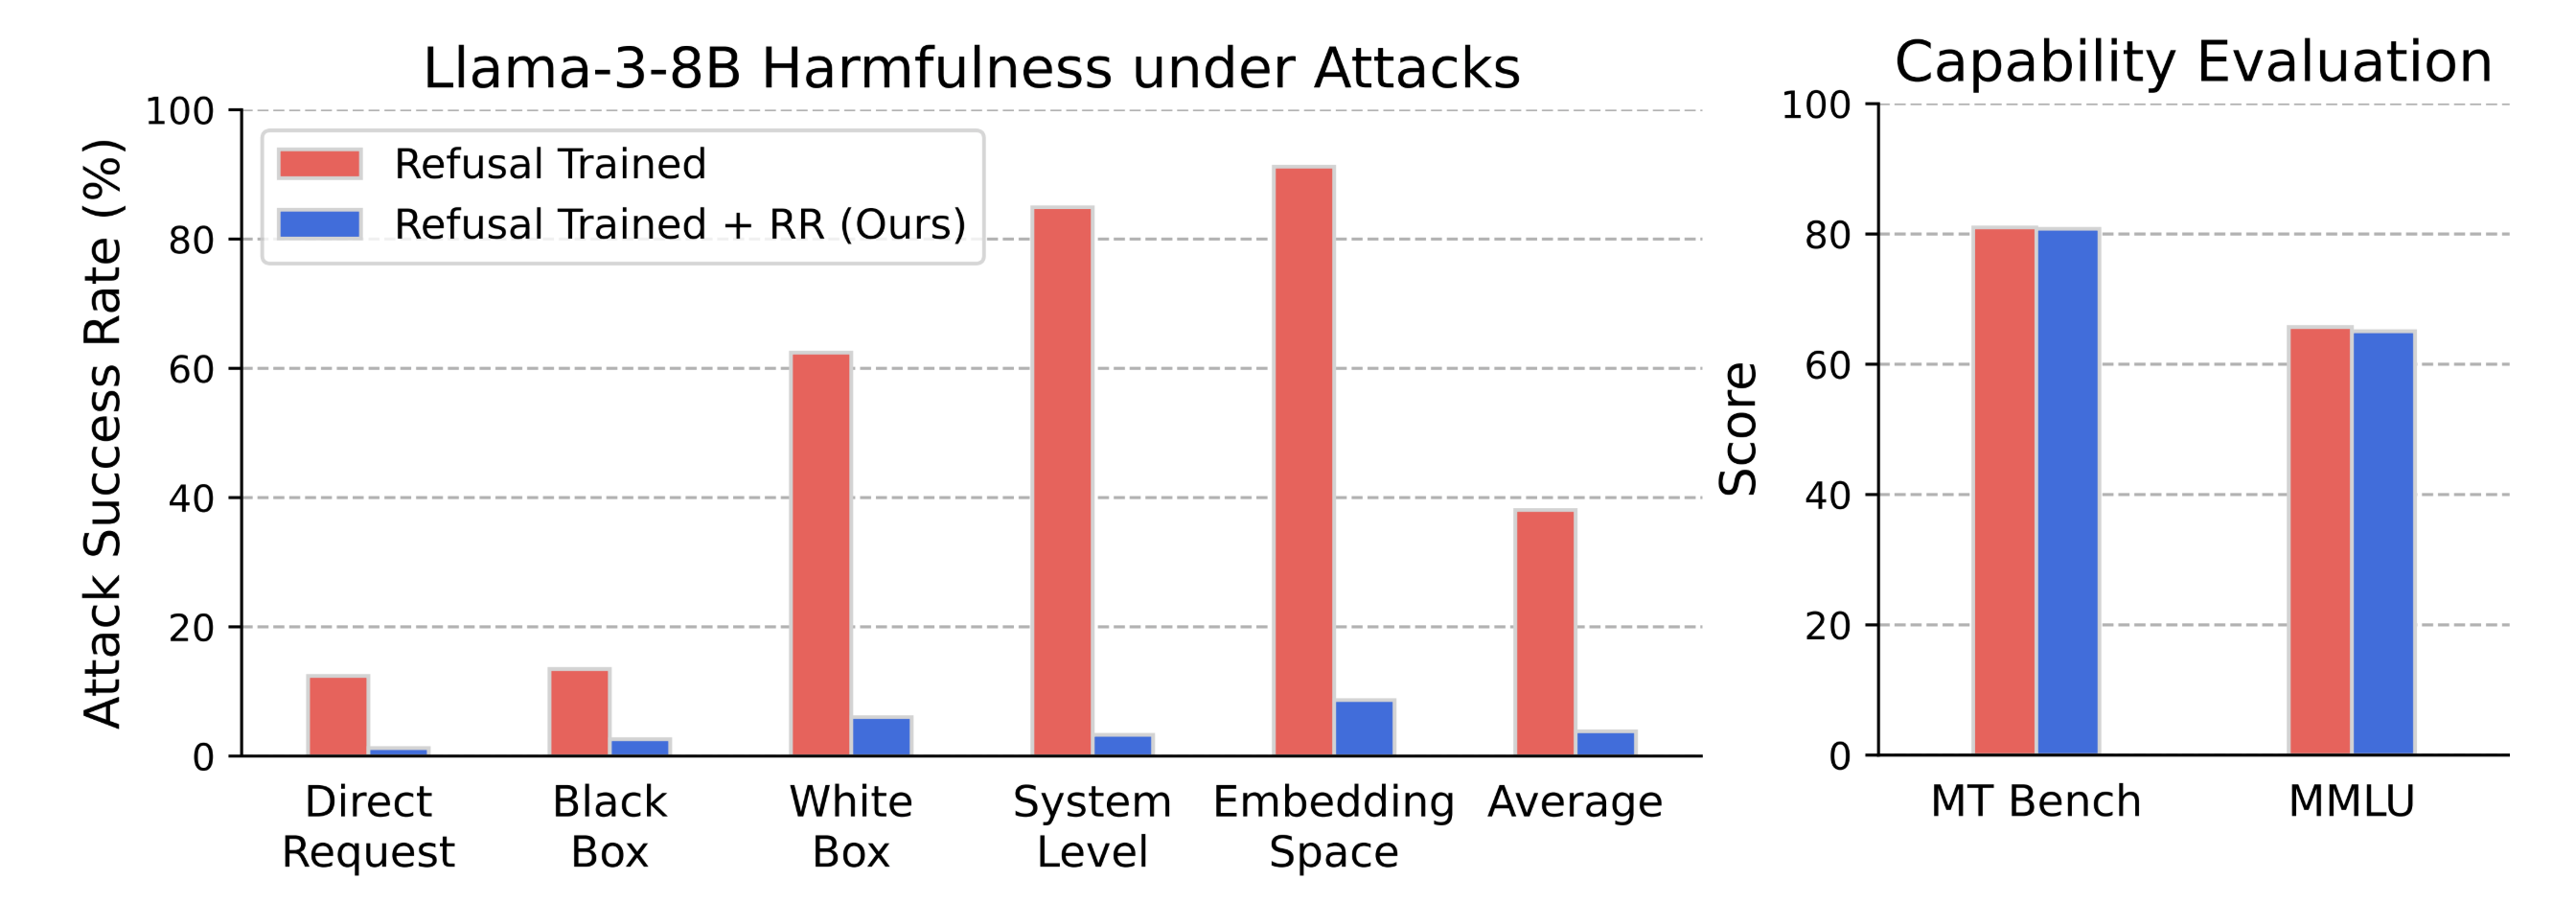 Llama-3-8B Harmfulness under Attacks
Attack Success Rate (%)
100
80
60
40
20
0
Refusal Trained
Refusal Trained + RR (Ours)
Direct
Request
Black
Box
White
Box
System
Level
Embedding
Space
Average
Capability Evaluation
Score
100
80
60
40
20
0
MT Bench
MMLU